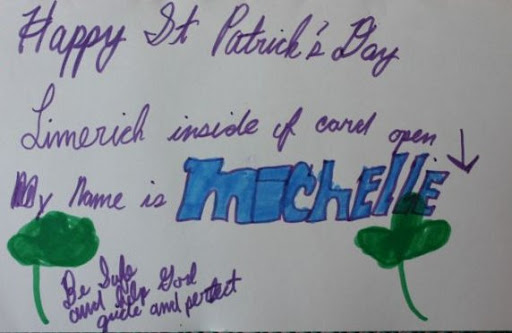 Happy St Patrick's Day
Limerick inside of card open
My Name is Michelle
Be Safe
and God
guide and pertect